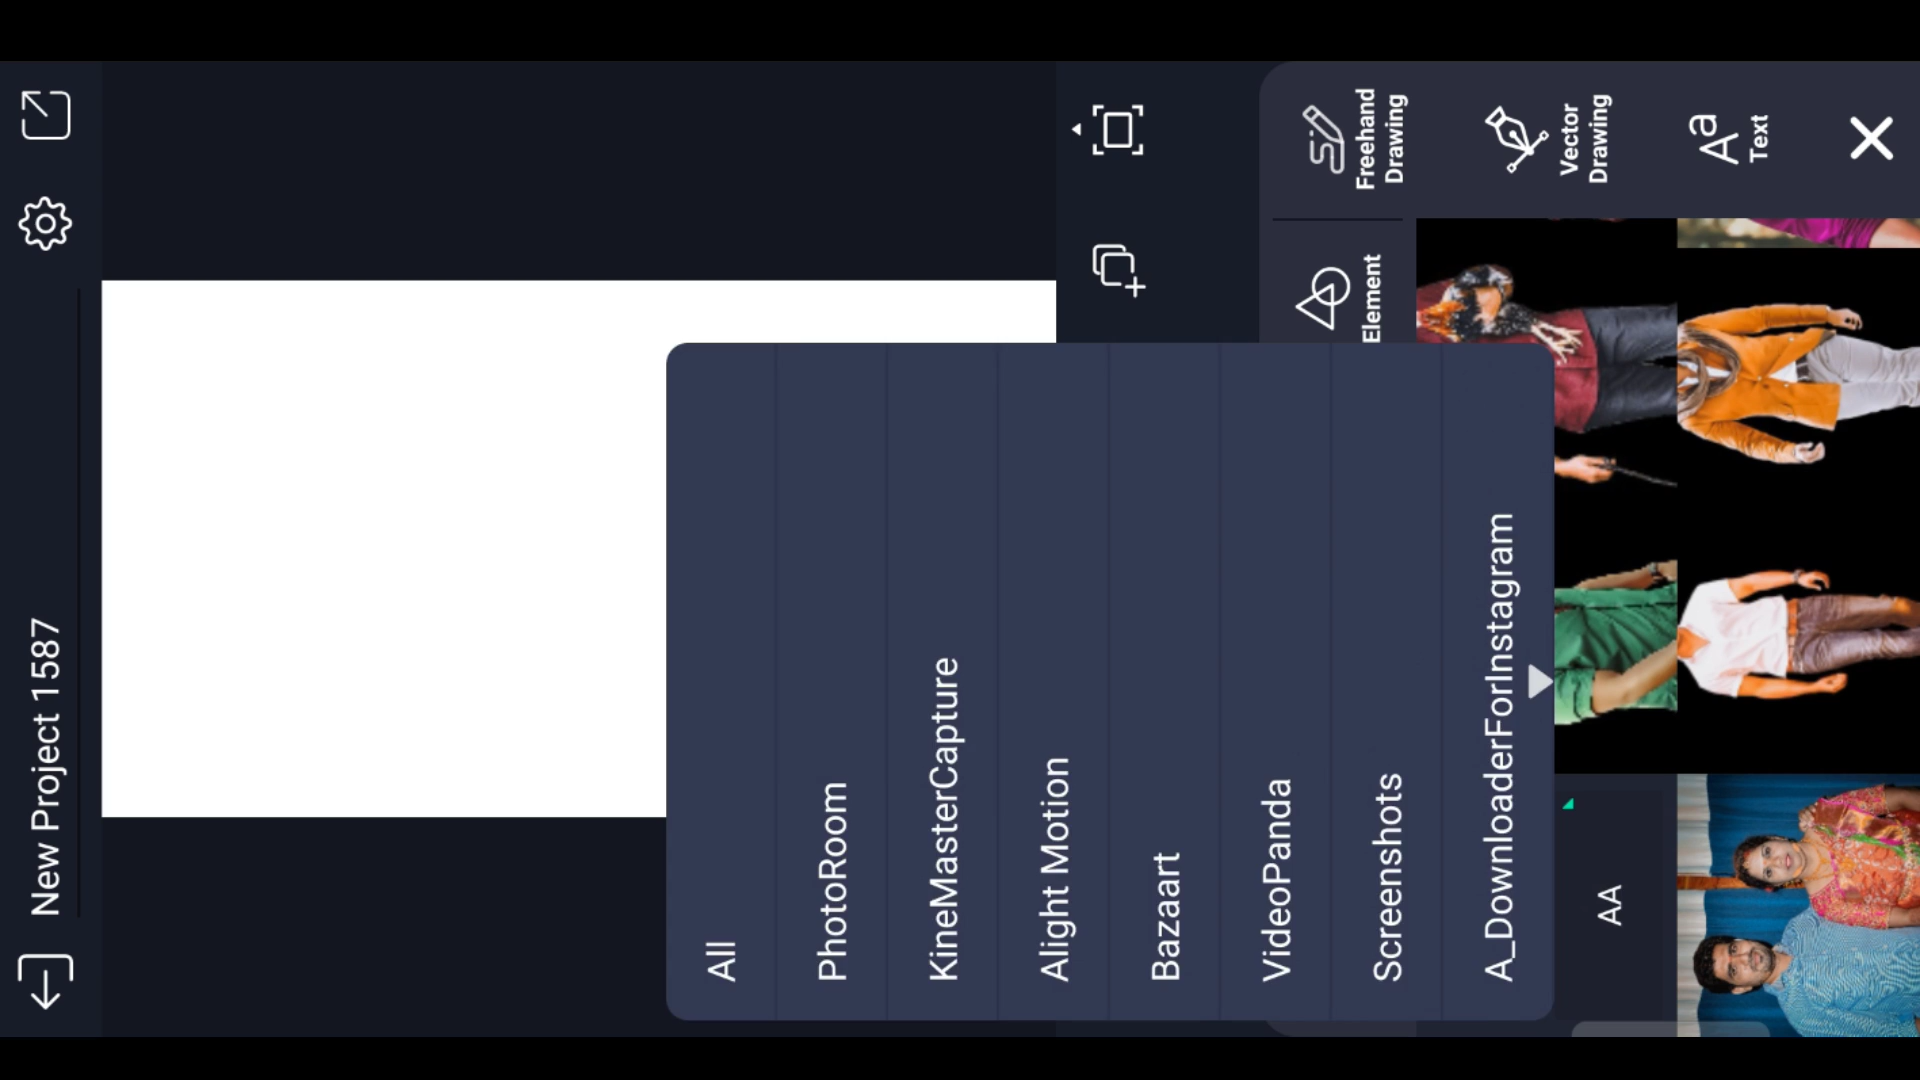 New Project 1587
All
PhotoRoom
KineMasterCapture
Alight Motion
Bazaart
VideoPanda
Screenshots
A_DownloaderForInstagram
Element
Freehand
Drawing
Vector
Drawing
Aa
Text
AA